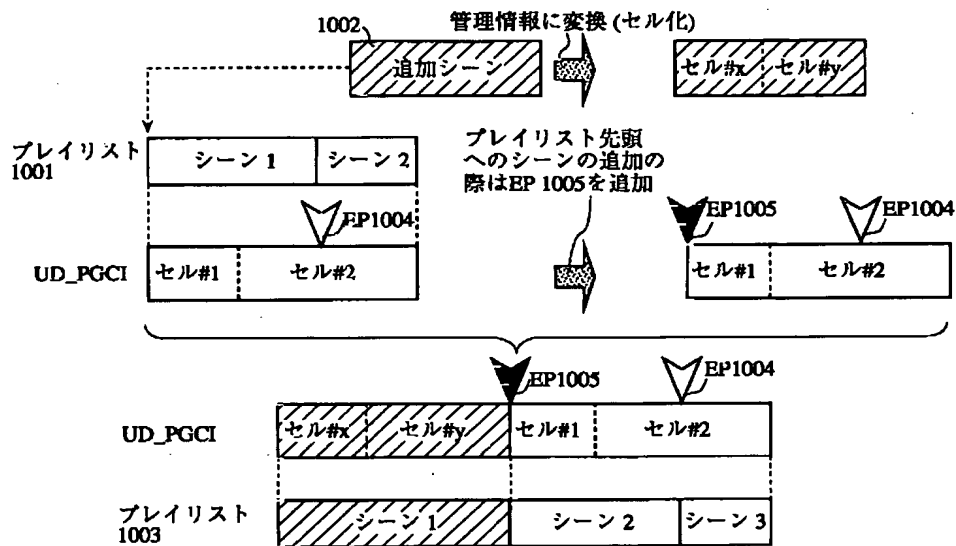 1002
管理情報に変換 (セル化)
追加シーン
セル#x
セル#y
プレイリスト
1001
シーン 1
シーン 2
プレイリスト先頭
へのシーンの追加の
際はEP 1005を追加
EP1004
EP1005
EP1004
UD_PGCI
セル#1
セル#2
セル#1
セル#2
EP1005
EP1004
UD_PGCI
セル#x
セル#y
セル#1
セル#2
プレイリスト
1003
シーン 1
シーン 2
シーン 3